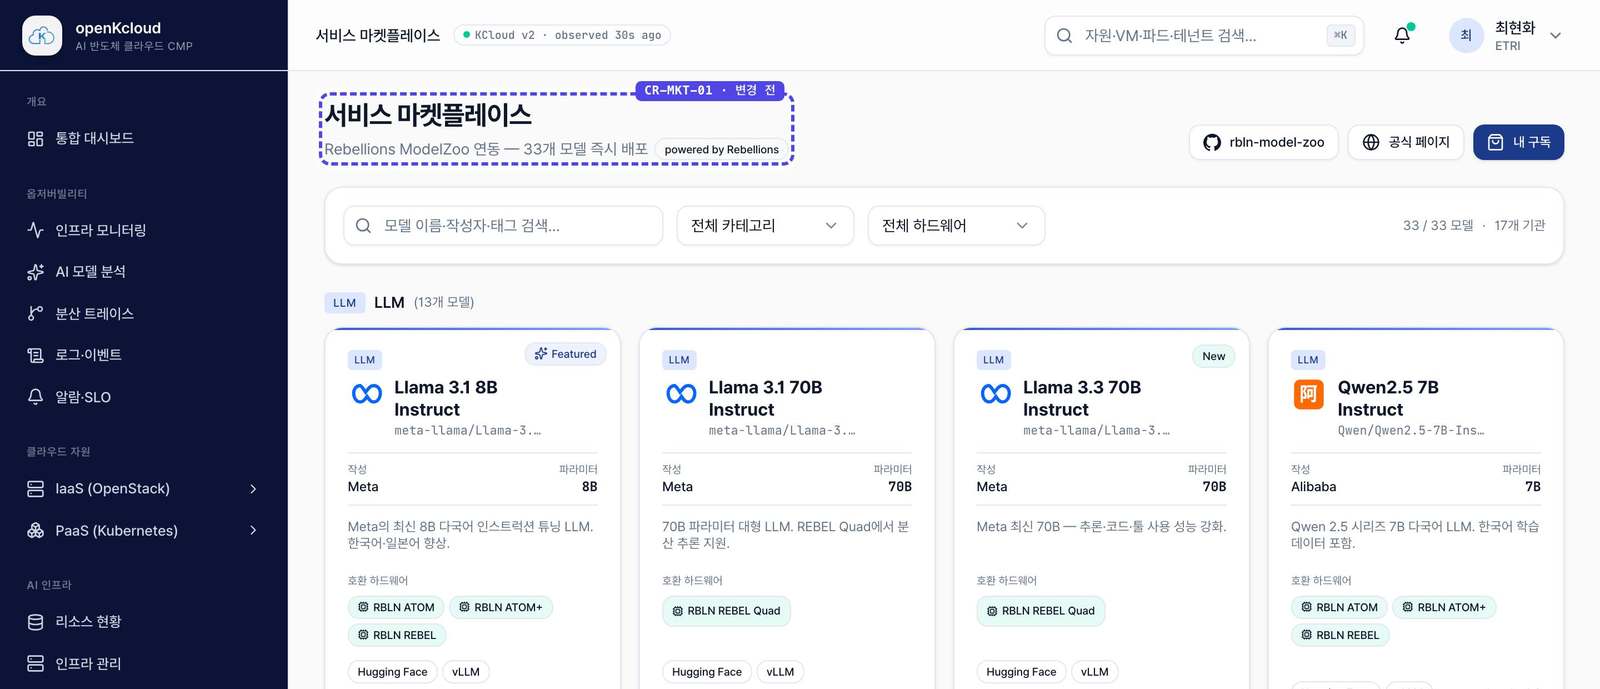 openKcloud
AI 반도체 클라우드 CMP
개요
통합 대시보드
옵저버빌리티
인프라 모니터링
AI 모델 분석
분산 트레이스
로그·이벤트
알람·SLO
클라우드 자원
IaaS (OpenStack)
PaaS (Kubernetes)
AI 인프라
리소스 현황
인프라 관리
서비스 마켓플레이스
KCloud v2 · observed 30s ago
자원·VM·파드·테넌트 검색...
⌘K
최
최현화
ETRI
CR-MKT-01 · 변경 전
서비스 마켓플레이스
Rebellions ModelZoo 연동 — 33개 모델 즉시 배포
powered by Rebellions
rbln-model-zoo
공식 페이지
내 구독
모델 이름·작성자·태그 검색...
전체 카테고리
전체 하드웨어
33 / 33 모델 · 17개 기관
LLM LLM (13개 모델)
LLM
Featured
Llama 3.1 8B
Instruct
meta-llama/Llama-3.…
작성 파라미터
Meta 8B
Meta의 최신 8B 다국어 인스트럭션 튜닝 LLM.
한국어·일본어 향상.
호환 하드웨어
RBLN ATOM RBLN ATOM+
RBLN REBEL
Hugging Face vLLM
LLM
Llama 3.1 70B
Instruct
meta-llama/Llama-3.…
작성 파라미터
Meta 70B
70B 파라미터 대형 LLM. REBEL Quad에서 분
산 추론 지원.
호환 하드웨어
RBLN REBEL Quad
Hugging Face vLLM
LLM
New
Llama 3.3 70B
Instruct
meta-llama/Llama-3.…
작성 파라미터
Meta 70B
Meta 최신 70B — 추론·코드·툴 사용 성능 강화.
호환 하드웨어
RBLN REBEL Quad
Hugging Face vLLM
LLM
阿
Qwen2.5 7B
Instruct
Qwen/Qwen2.5-7B-Ins…
작성 파라미터
Alibaba 7B
Qwen 2.5 시리즈 7B 다국어 LLM. 한국어 학습
데이터 포함.
호환 하드웨어
RBLN ATOM RBLN ATOM+
RBLN REBEL